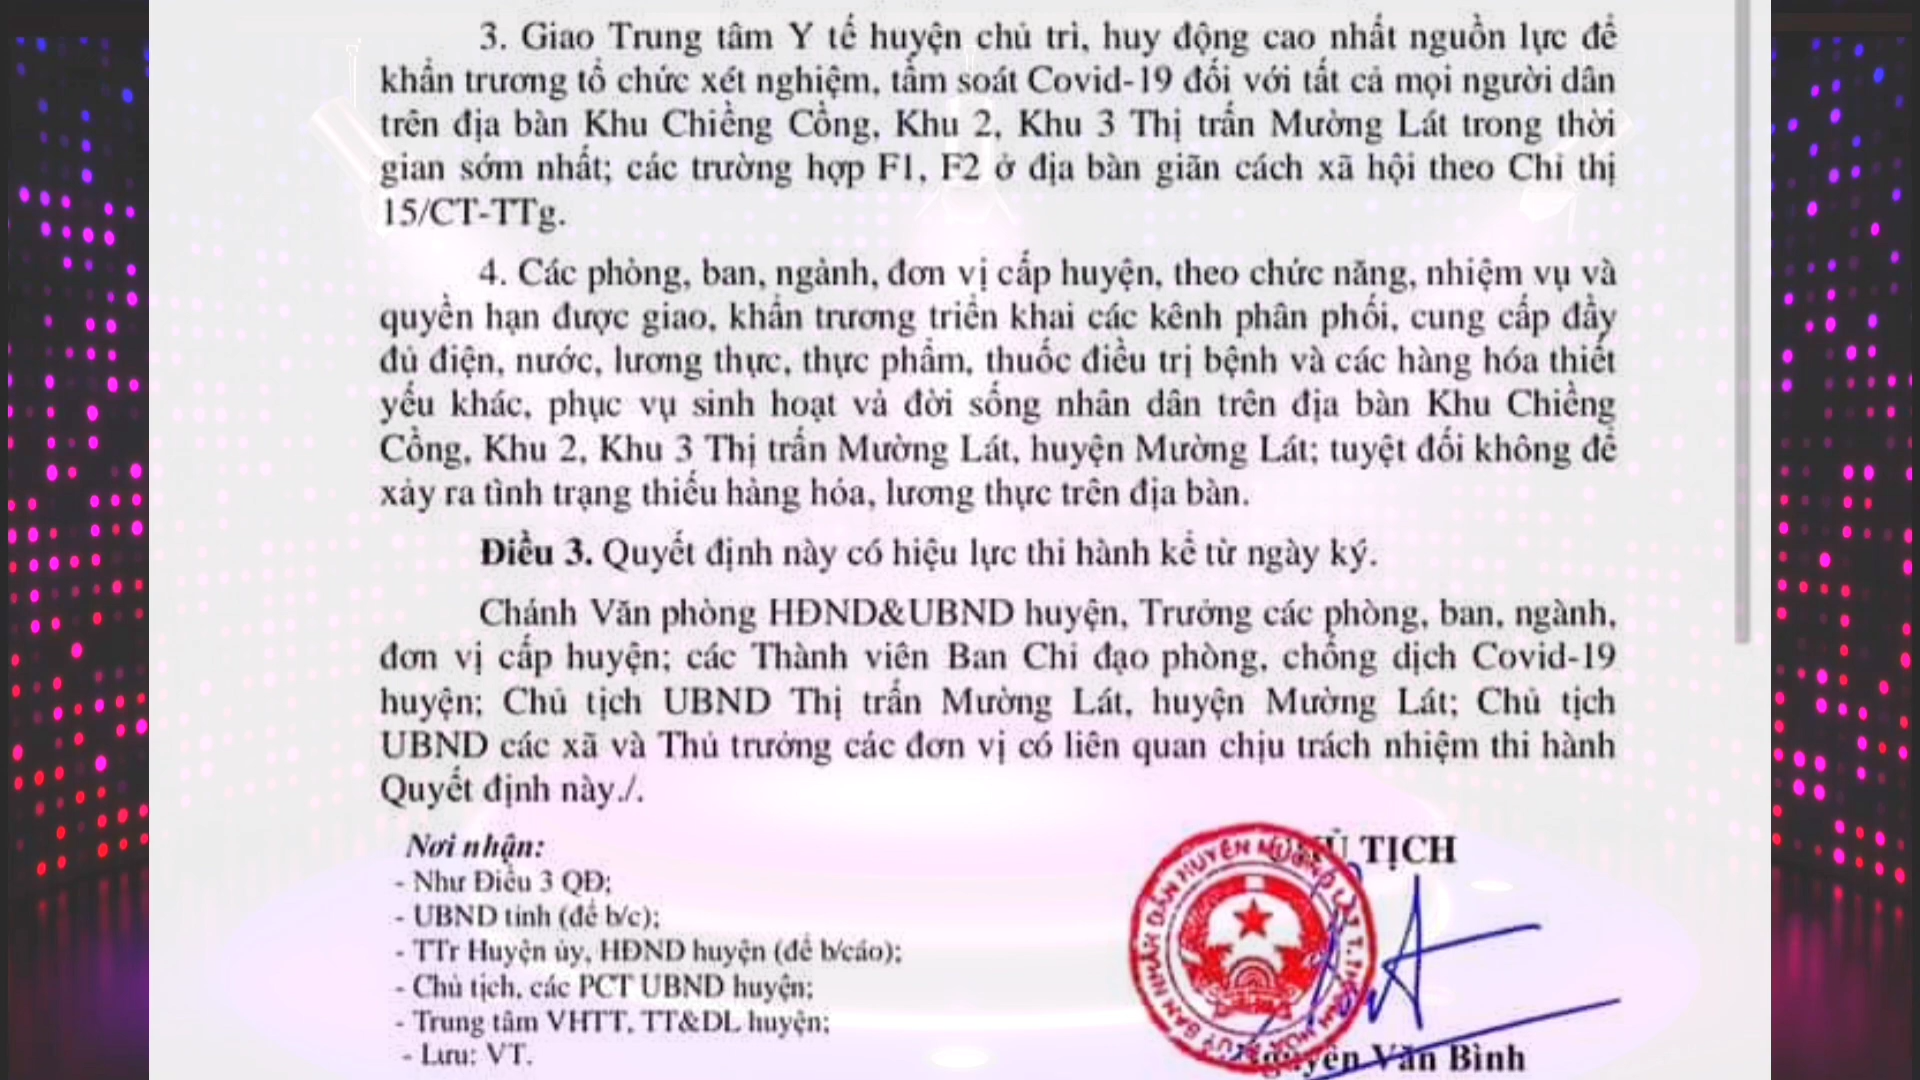 3. Giao Trung tâm Y tế huyện chủ trì, huy động cao nhất nguồn lực để
khẩn trương tổ chức xét nghiệm, tầm soát Covid-19 đối với tất cả mọi người dân
trên địa bàn Khu Chiềng Cồng, Khu 2, Khu 3 Thị trấn Mường Lát trong thời
gian sớm nhất; các trường hợp F1, F2 ở địa bàn giãn cách xã hội theo Chỉ thị
15/CT-TTg.
4. Các phòng, ban, ngành, đơn vị cấp huyện, theo chức năng, nhiệm vụ và
quyền hạn được giao, khẩn trương triển khai các kênh phân phối, cung cấp đầy
đủ điện, nước, lương thực, thực phẩm, thuốc điều trị bệnh và các hàng hóa thiết
yếu khác, phục vụ sinh hoạt và đời sống nhân dân trên địa bàn Khu Chiềng
Cồng, Khu 2, Khu 3 Thị trấn Mường Lát, huyện Mường Lát; tuyệt đối không để
xảy ra tình trạng thiếu hàng hóa, lương thực trên địa bàn.
Điều 3. Quyết định này có hiệu lực thi hành kể từ ngày ký.
Chánh Văn phòng HĐND&UBND huyện, Trưởng các phòng, ban, ngành,
đơn vị cấp huyện; các Thành viên Ban Chỉ đạo phòng, chống dịch Covid-19
huyện; Chủ tịch UBND Thị trấn Mường Lát, huyện Mường Lát; Chủ tịch
UBND các xã và Thủ trưởng các đơn vị có liên quan chịu trách nhiệm thi hành
Quyết định này./.
Nơi nhận:
- Như Điều 3 QĐ;
- UBND tỉnh (để b/c);
- TTr Huyện ủy, HĐND huyện (để b/cáo);
- Chủ tịch, các PCT UBND huyện;
- Trung tâm VHTT, TT&DL huyện;
- Lưu: VT.
CHỦ TỊCH
ỦY BAN NHÂN DÂN HUYỆN MƯỜNG LÁT T.THANH HÓA
Nguyễn Văn Bình